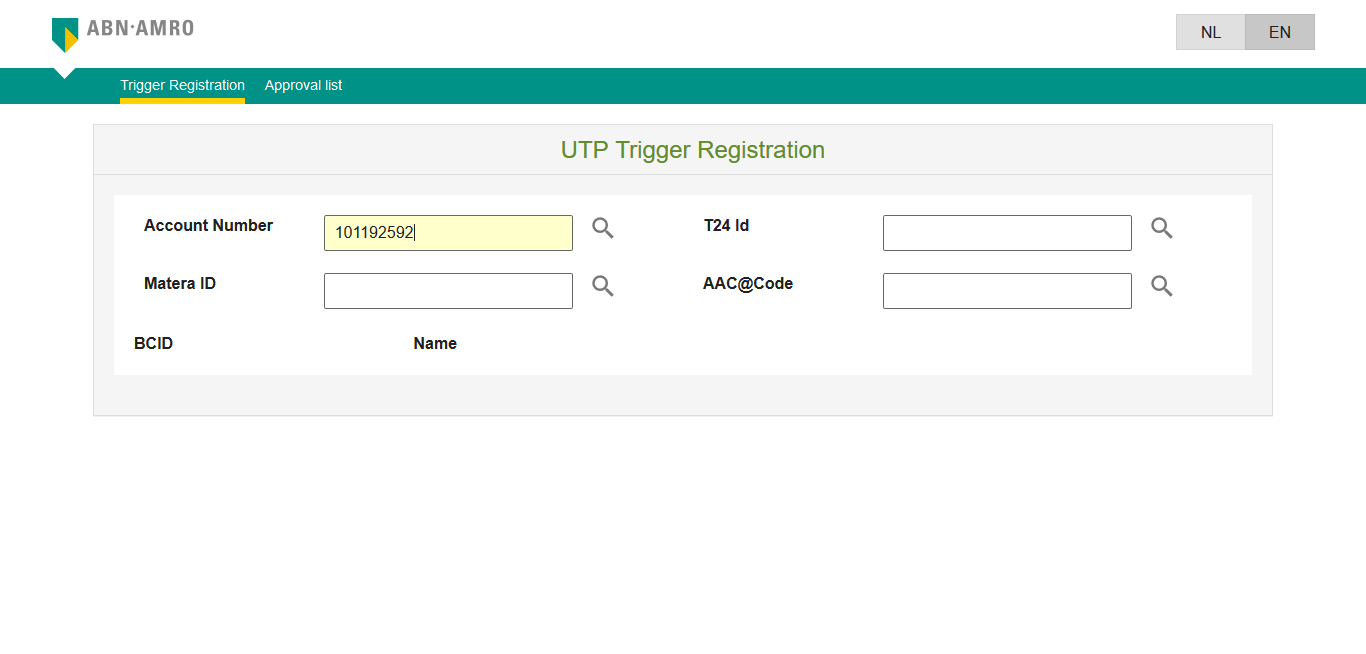 ABN·AMRO
NL EN
Trigger Registration Approval list
UTP Trigger Registration
Account Number 101192592 T24 Id
Matera ID AAC@Code
BCID Name